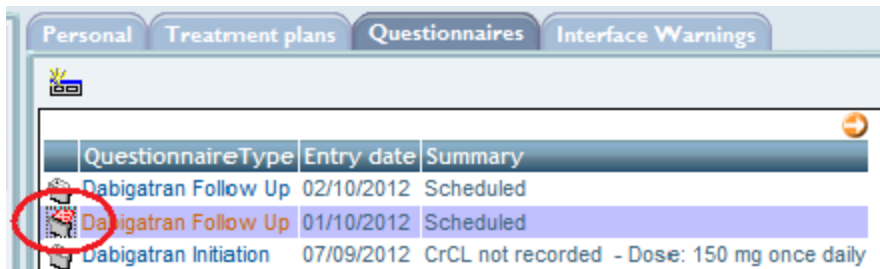 Personal Treatment plans Questionnaires Interface Warnings
QuestionnaireType Entry date Summary
Dabigatran Follow Up 02/10/2012 Scheduled
Dabigatran Follow Up 01/10/2012 Scheduled
Dabigatran Initiation 07/09/2012 CrCL not recorded - Dose: 150 mg once daily